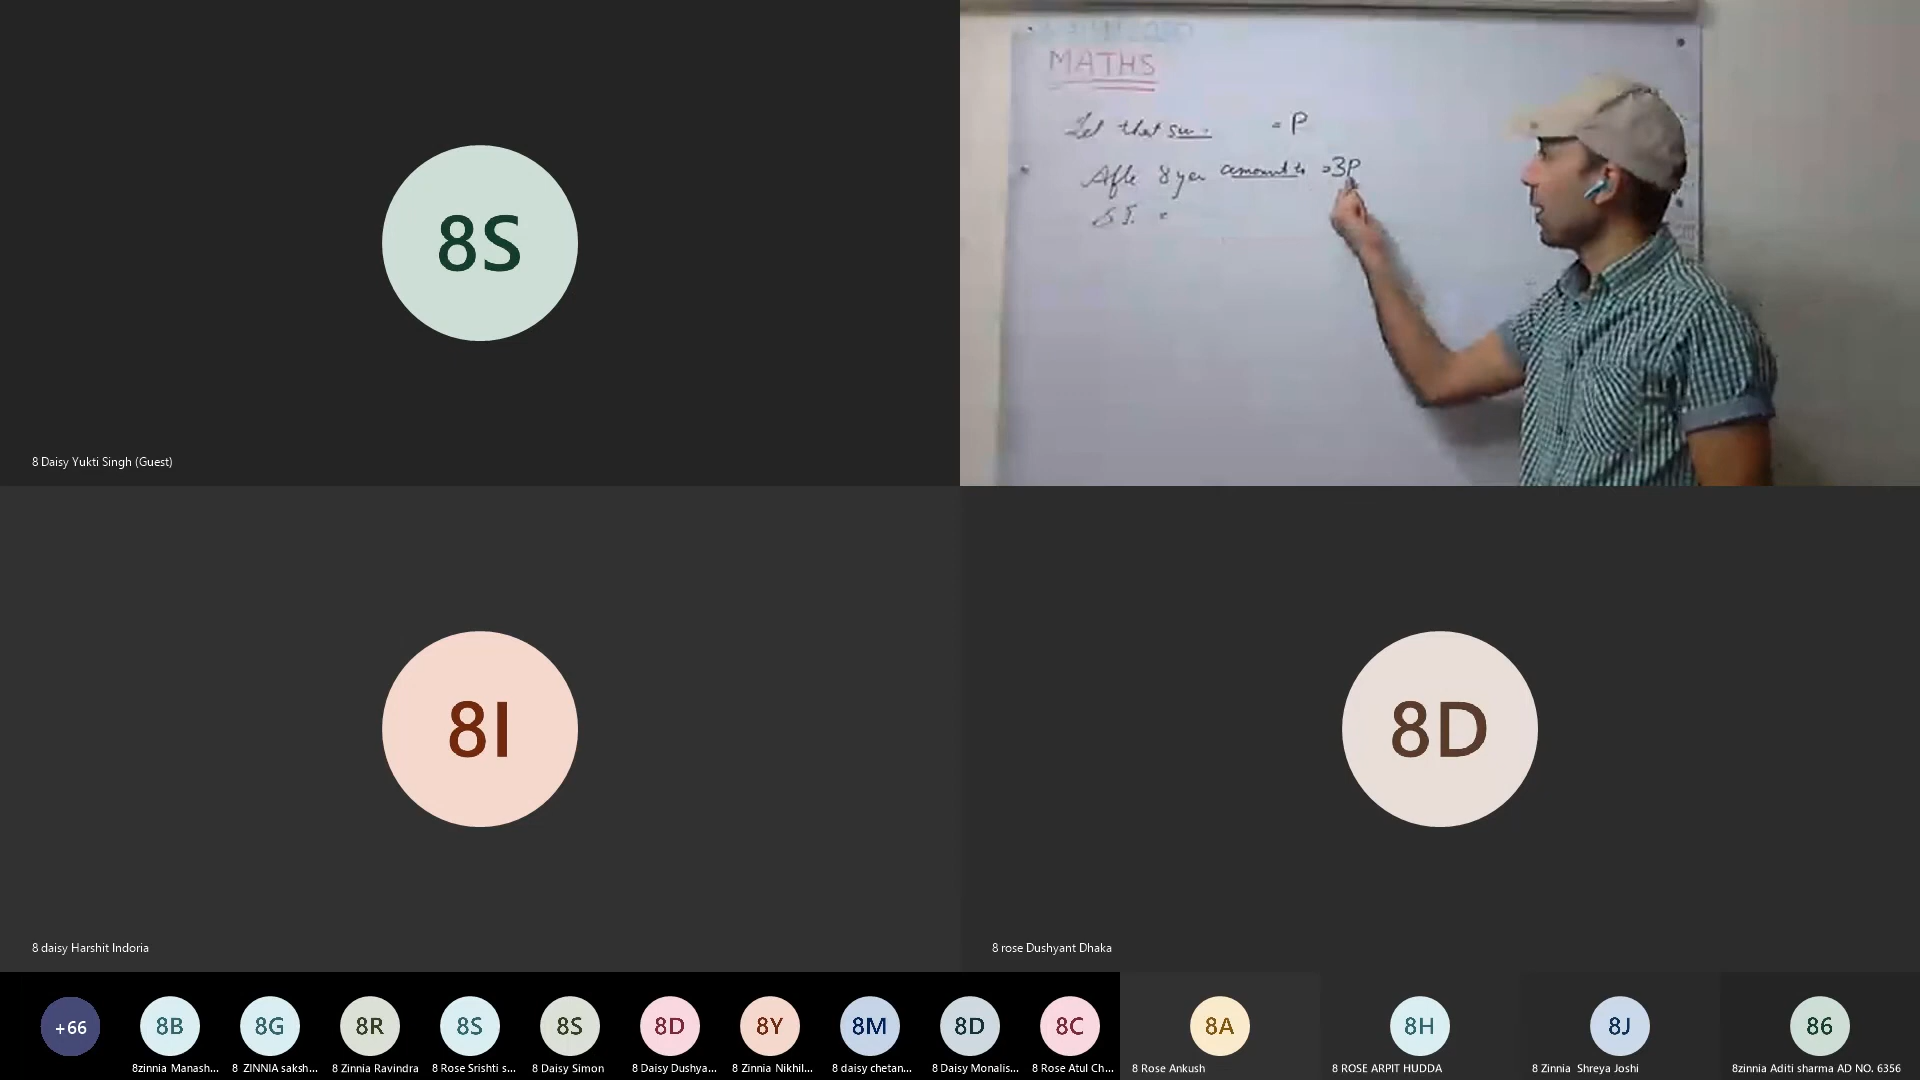 8S
8 Daisy Yukti Singh (Guest)
MATHS
Let that su.
= P
After 8 year amount to = 3P
S.I. =
8I
8 daisy Harshit Indoria
8D
8 rose Dushyant Dhaka
+66
8B
8G
8R
8S
8S
8D
8Y
8M
8D
8C
8A
8H
8J
86
8zinnia Manash...
8 ZINNIA saksh...
8 Zinnia Ravindra
8 Rose Srishti s...
8 Daisy Simon
8 Daisy Dushya...
8 Zinnia Nikhil...
8 daisy chetan...
8 Daisy Monalis...
8 Rose Atul Ch...
8 Rose Ankush
8 ROSE ARPIT HUDDA
8 Zinnia Shreya Joshi
8zinnia Aditi sharma AD NO. 6356